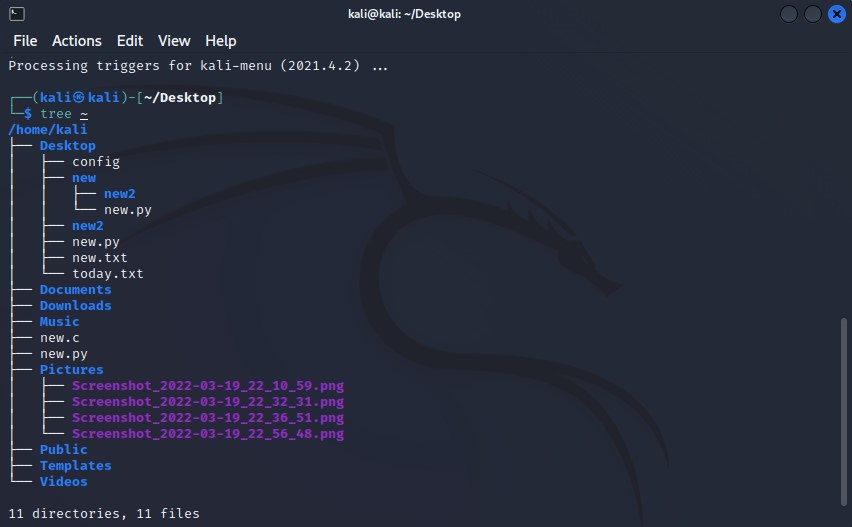 kali@kali: ~/Desktop
File Actions Edit View Help
Processing triggers for kali-menu (2021.4.2) ...
┌──(kali㉿kali)-[~/Desktop]
└─$ tree ~
/home/kali
├── Desktop
│   ├── config
│   ├── new
│   │   ├── new2
│   │   └── new.py
│   ├── new2
│   ├── new.py
│   ├── new.txt
│   └── today.txt
├── Documents
├── Downloads
├── Music
├── new.c
├── new.py
├── Pictures
│   ├── Screenshot_2022-03-19_22_10_59.png
│   ├── Screenshot_2022-03-19_22_32_31.png
│   ├── Screenshot_2022-03-19_22_36_51.png
│   └── Screenshot_2022-03-19_22_56_48.png
├── Public
├── Templates
└── Videos
11 directories, 11 files